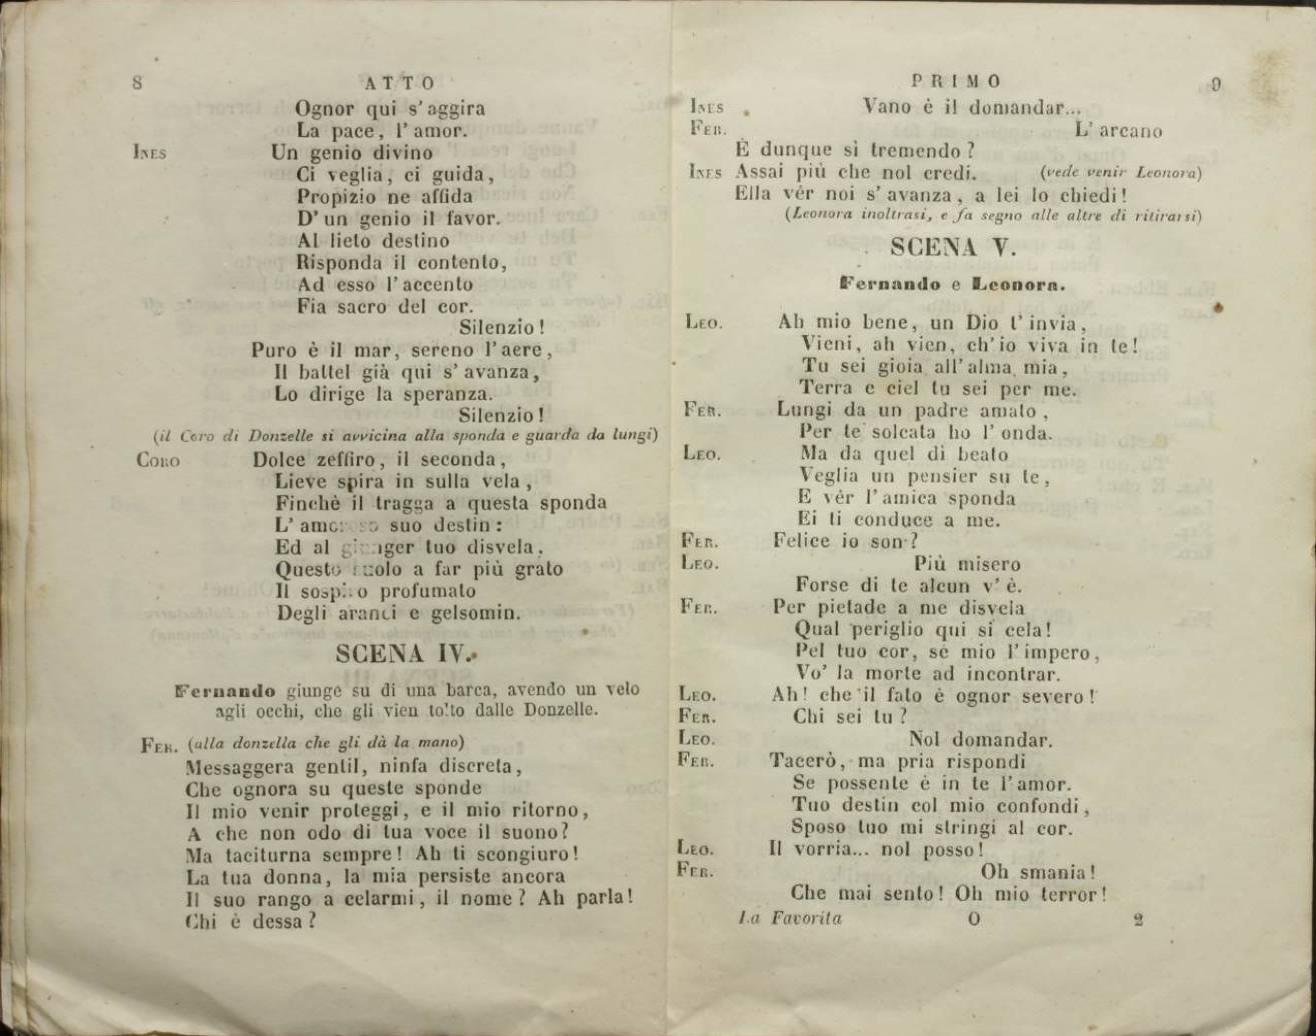 8 ATTO
Ognor qui s'aggira
La pace, l'amor.
INES Un genio divino
Ci veglia, ci guida,
Propizio ne affida
D'un genio il favor.
Al lieto destino
Risponda il contento,
Ad esso l'accento
Fia sacro del cor.
Silenzio!
Puro è il mar, sereno l'aere,
Il battel già qui s'avanza,
Lo dirige la speranza.
Silenzio!
(il Coro di Donzelle si avvicina alla sponda e guarda da lungi)
CORO Dolce zeffiro, il seconda,
Lieve spira in sulla vela,
Finchè il tragga a questa sponda
L' suo destin:
Ed al tuo disvela,
Questo a far più grato
Il profumato
Degli aranci e gelsomin.
SCENA IV.
Fernando giunge su di una barca, avendo un velo
agli occhi, che gli vien tolto dalle Donzelle.
FER. (alla donzella che gli dà la mano)
Messaggera gentil, ninfa discreta,
Che ognora su queste sponde
Il mio venir proteggi, e il mio ritorno,
A che non odo di tua voce il suono?
Ma taciturna sempre! Ah ti scongiuro!
La tua donna, la mia persiste ancora
Il suo rango a celarmi, il nome? Ah parla!
Chi è dessa?
PRIMO 9
INES Vano è il domandar...
FER. L'arcano
È dunque sì tremendo?
INES Assai più che nol credi. (vede venir Leonora)
Ella vér noi s'avanza, a lei lo chiedi!
(Leonora inoltrasi, e fa segno alle altre di ritirarsi)
SCENA V.
Fernando e Leonora.
LEO. Ah mio bene, un Dio t'invia,
Vieni, ah vien, ch'io viva in te!
Tu sei gioia all'alma mia,
Terra e ciel tu sei per me.
FER. Lungi da un padre amato,
Per te solcata ho l'onda.
LEO. Ma da quel dì beato
Veglia un pensier su te,
E vér l'amica sponda
Ei ti conduce a me.
FER. Felice io son?
LEO. Più misero
Forse di te alcun v'è.
FER. Per pietade a me disvela
Qual periglio qui si cela!
Pel tuo cor, se mio l'impero,
Vo' la morte ad incontrar.
LEO. Ah! che il fato è ognor severo!
FER. Chi sei tu?
LEO. Nol domandar.
FER. Tacerò, ma pria rispondi
Se possente è in te l'amor.
Tuo destin col mio confondi,
Sposo tuo mi stringi al cor.
LEO. Il vorria... nol posso!
FER. Oh smania!
Che mai sento! Oh mio terror!
La Favorita O 2